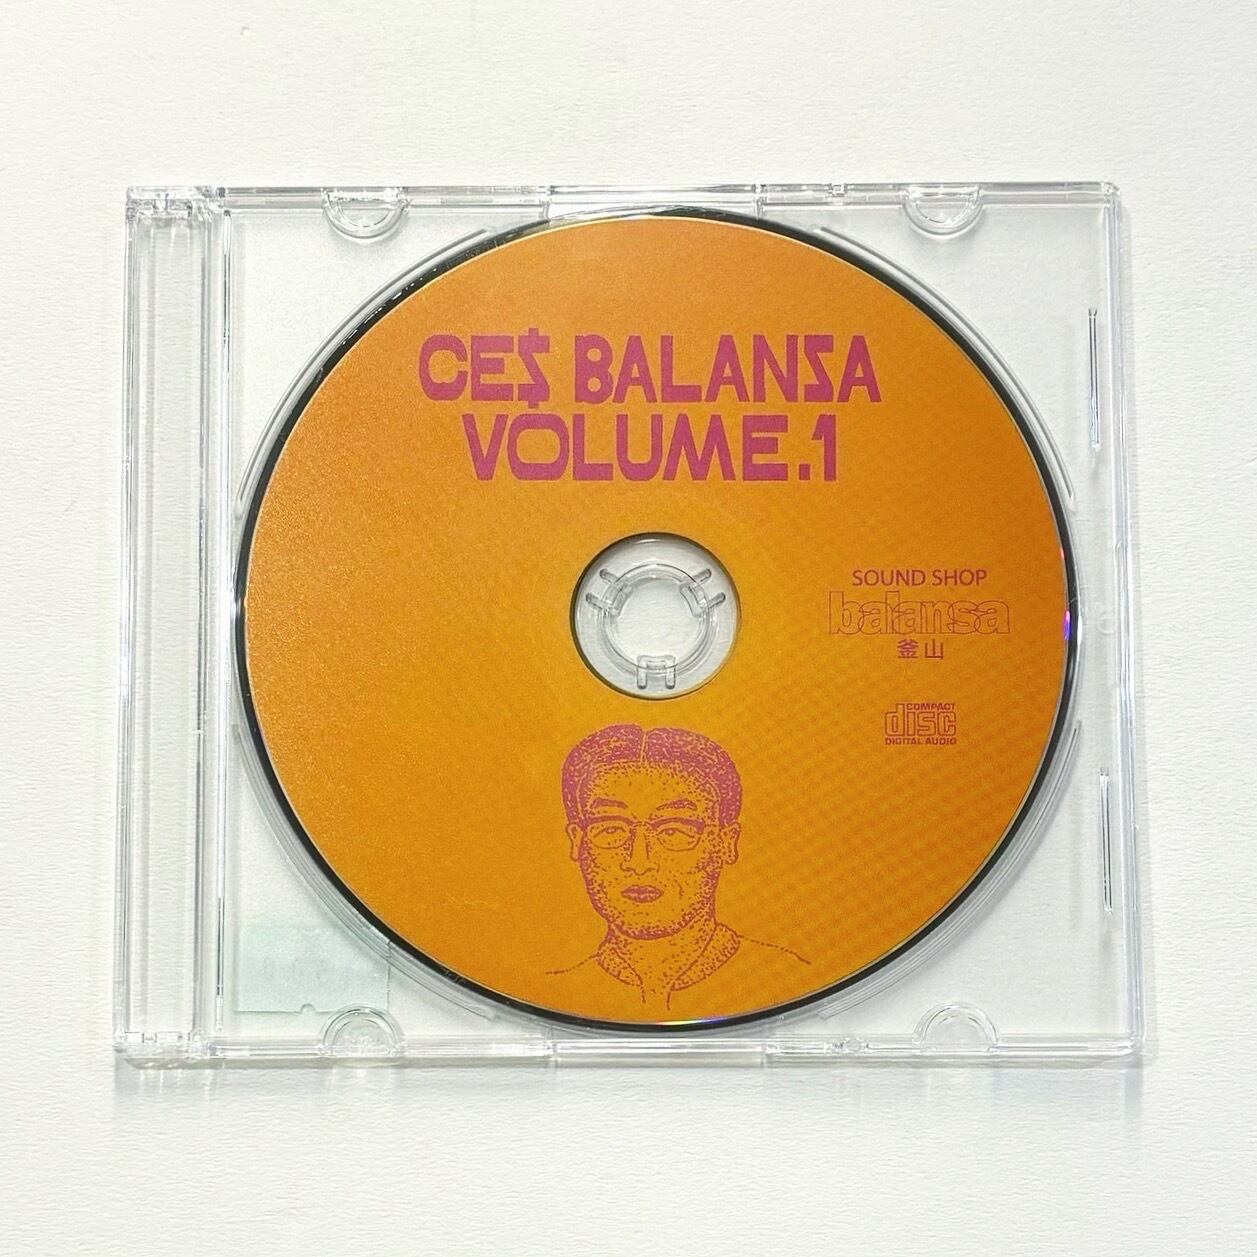 CE$ BALANSA
VOLUME.1
SOUND SHOP
balansa
釜山
COMPACT
disc
DIGITAL AUDIO